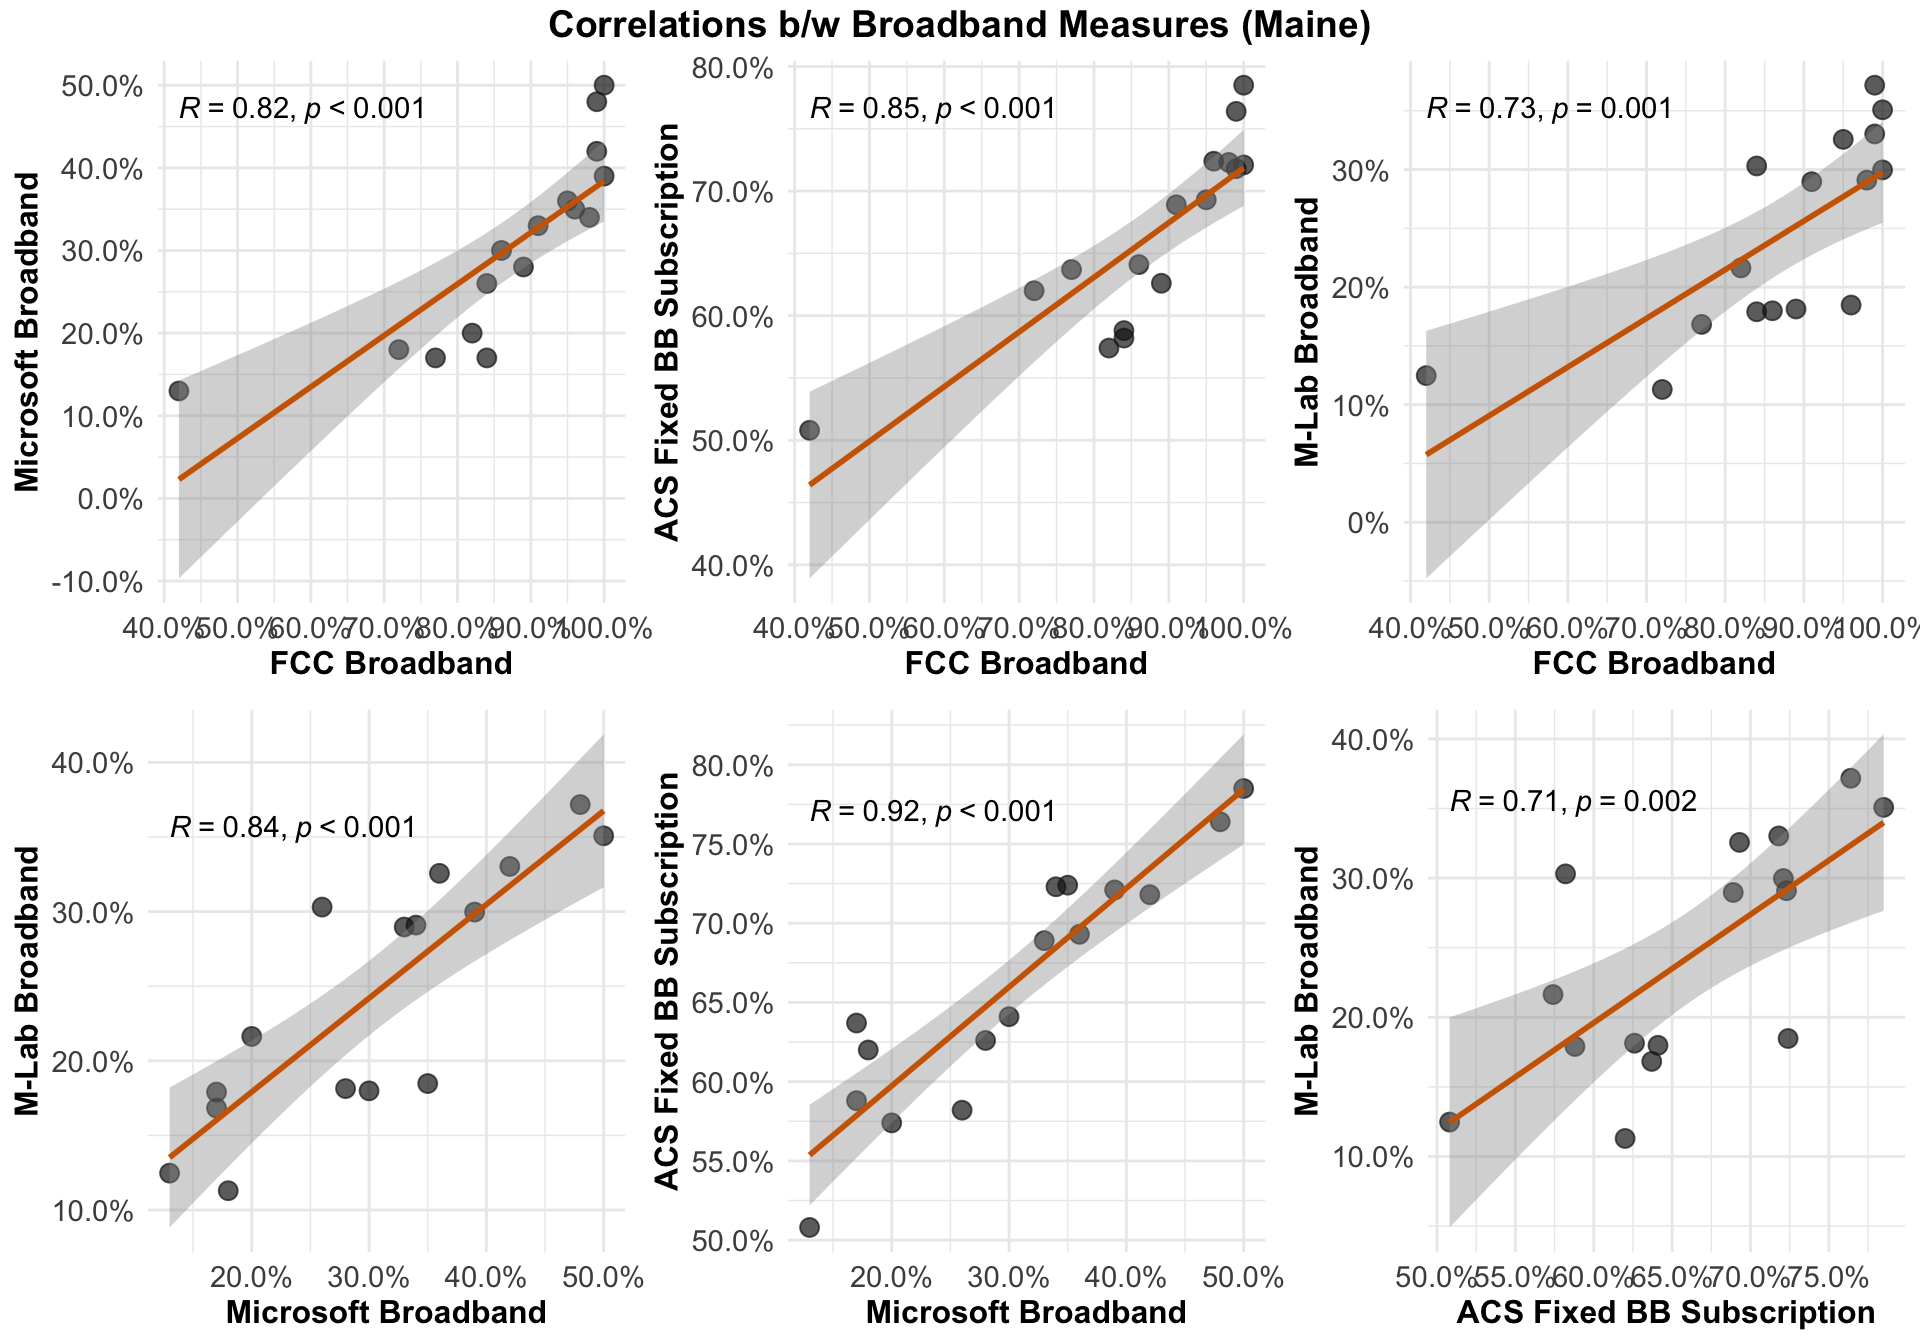 Correlations b/w Broadband Measures (Maine)
Microsoft Broadband
50.0%
40.0%
30.0%
20.0%
10.0%
0.0%
-10.0%
R = 0.82, p < 0.001
40.0% 50.0% 60.0% 70.0% 80.0% 90.0% 100.0%
FCC Broadband
ACS Fixed BB Subscription
80.0%
70.0%
60.0%
50.0%
40.0%
R = 0.85, p < 0.001
40.0% 50.0% 60.0% 70.0% 80.0% 90.0% 100.0%
FCC Broadband
M-Lab Broadband
30%
20%
10%
0%
R = 0.73, p = 0.001
40.0% 50.0% 60.0% 70.0% 80.0% 90.0% 100.0%
FCC Broadband
M-Lab Broadband
40.0%
30.0%
20.0%
10.0%
R = 0.84, p < 0.001
20.0% 30.0% 40.0% 50.0%
Microsoft Broadband
ACS Fixed BB Subscription
80.0%
75.0%
70.0%
65.0%
60.0%
55.0%
50.0%
R = 0.92, p < 0.001
20.0% 30.0% 40.0% 50.0%
Microsoft Broadband
M-Lab Broadband
40.0%
30.0%
20.0%
10.0%
R = 0.71, p = 0.002
50.0% 55.0% 60.0% 65.0% 70.0% 75.0%
ACS Fixed BB Subscription